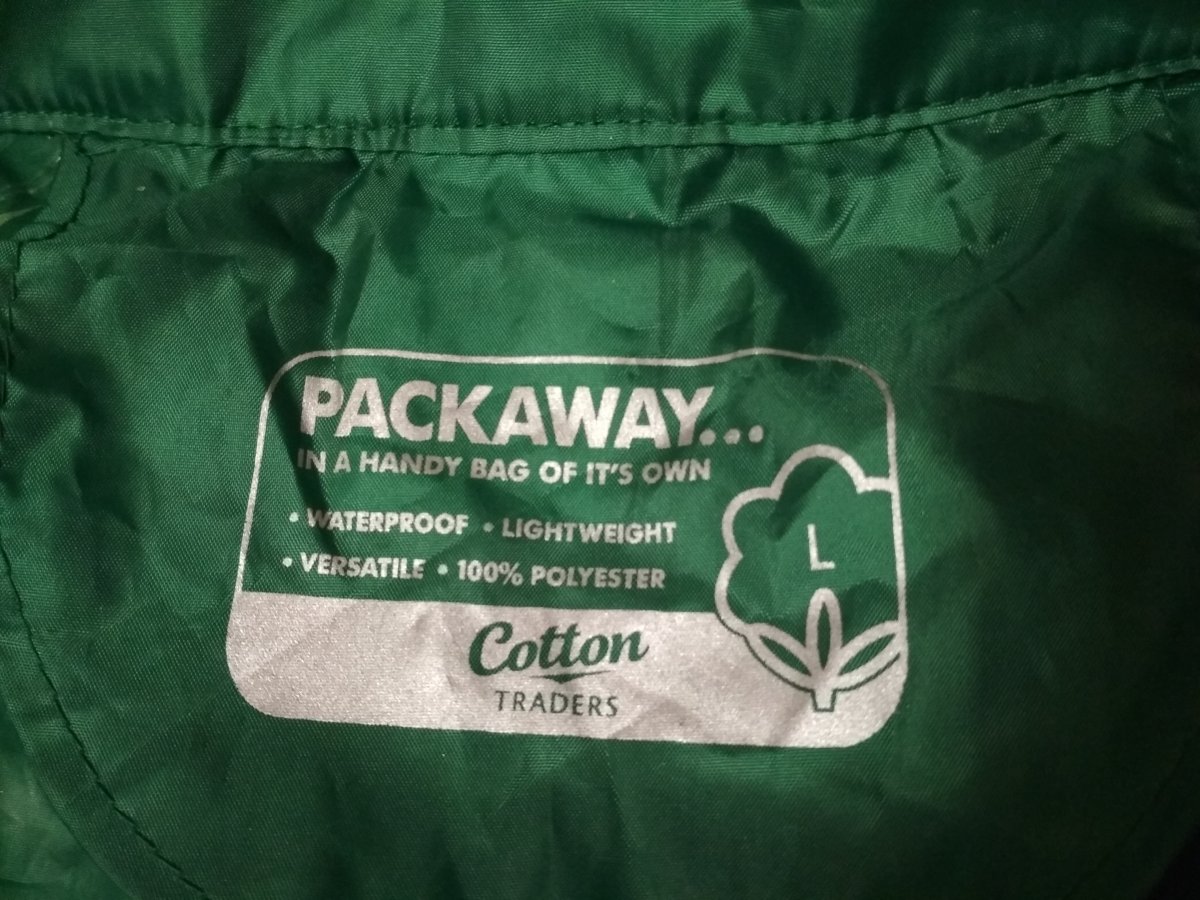 PACKAWAY...
IN A HANDY BAG OF IT'S OWN
• WATERPROOF • LIGHTWEIGHT
• VERSATILE • 100% POLYESTER
L
Cotton
TRADERS